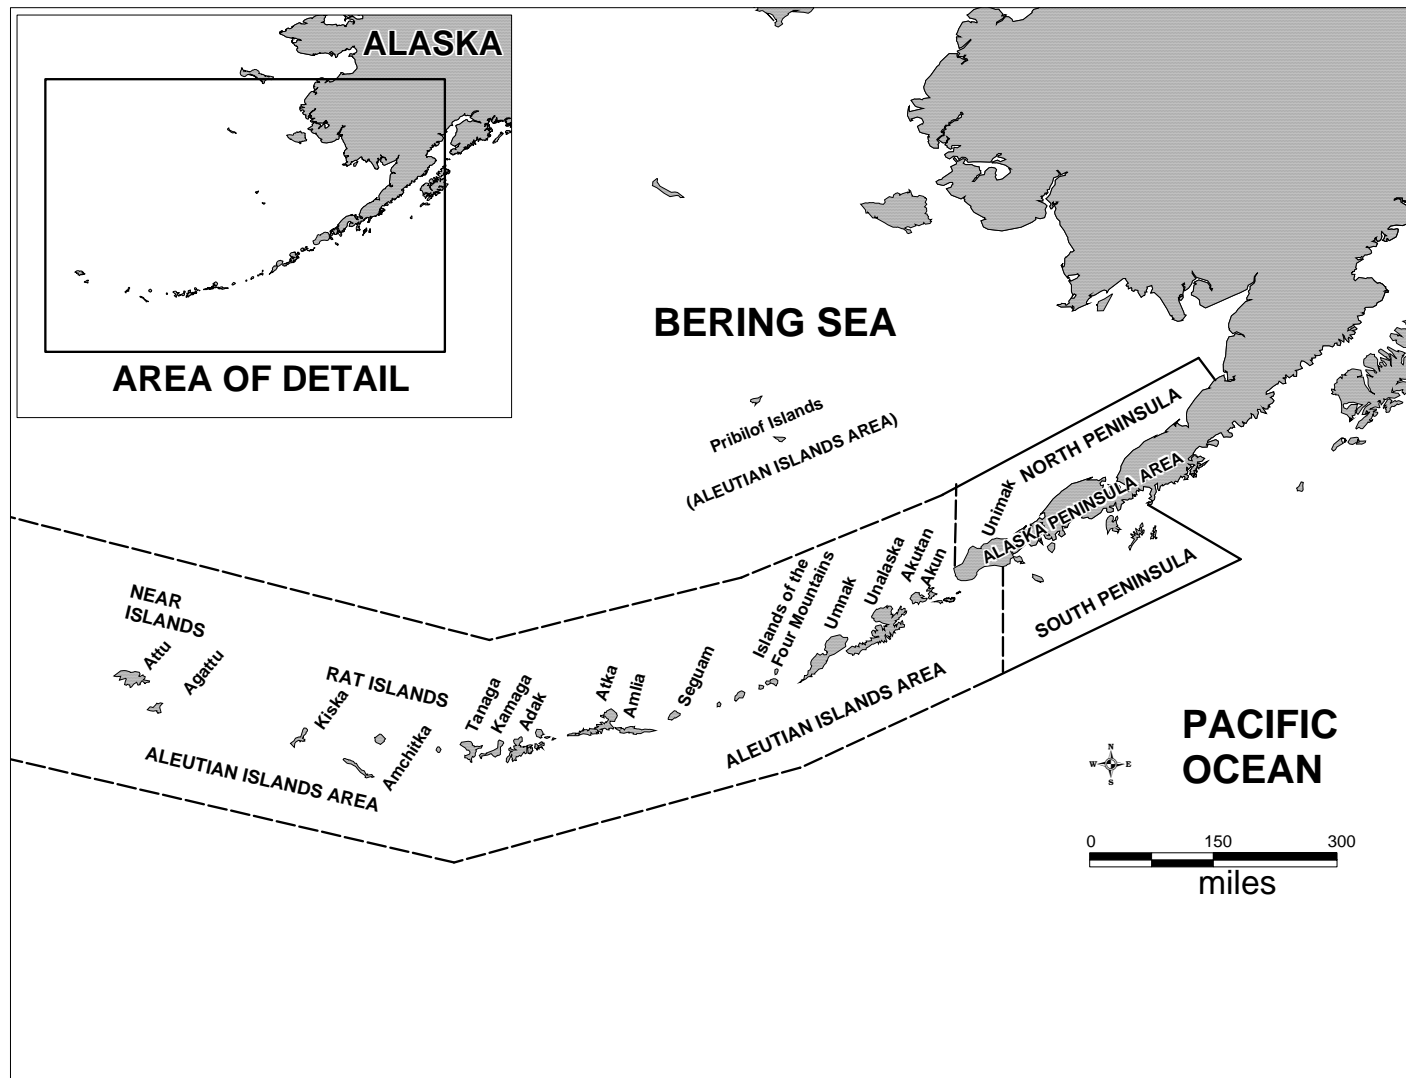 ALASKA
AREA OF DETAIL
BERING SEA
Pribilof Islands
(ALEUTIAN ISLANDS AREA)
NORTH PENINSULA
Unimak
ALASKA PENINSULA AREA
SOUTH PENINSULA
Akun
Akutan
Unalaska
Umnak
Islands of the
Four Mountains
Seguam
Amlia
Atka
Adak
Kamaga
Tanaga
RAT ISLANDS
Amchitka
Kiska
NEAR
ISLANDS
Attu
Agattu
ALEUTIAN ISLANDS AREA
ALEUTIAN ISLANDS AREA
PACIFIC
OCEAN
N
W E
S
0 150 300
miles